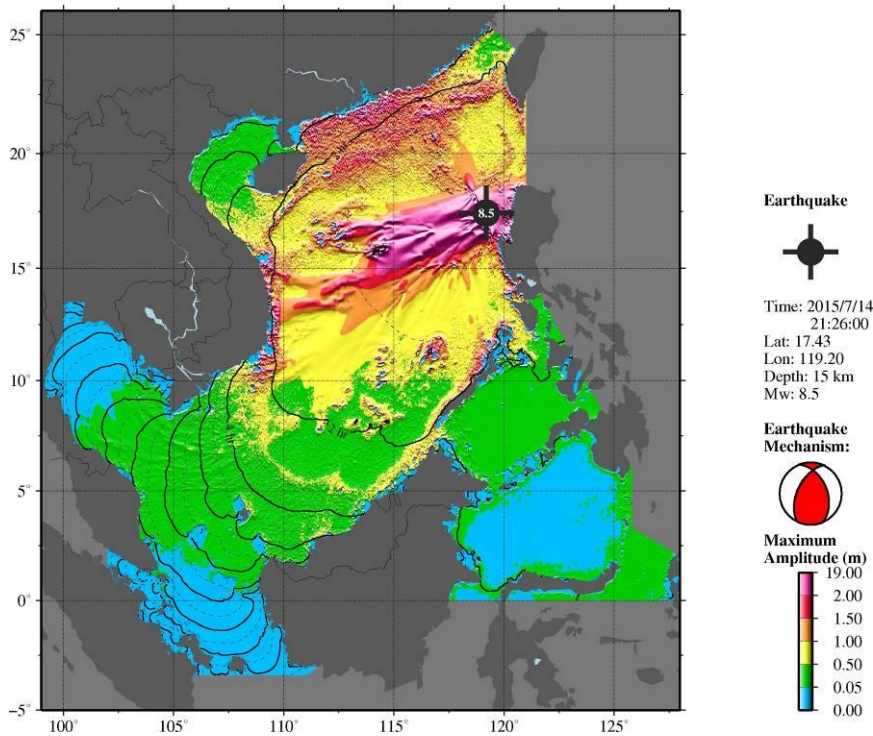 25°
20°
15°
10°
5°
0°
−5°
100°
105°
110°
115°
120°
125°
8.5
2 hr
Earthquake
Time: 2015/7/14
21:26:00
Lat: 17.43
Lon: 119.20
Depth: 15 km
Mw: 8.5
Earthquake
Mechanism:
Maximum
Amplitude (m)
19.00
2.00
1.50
1.00
0.50
0.05
0.00